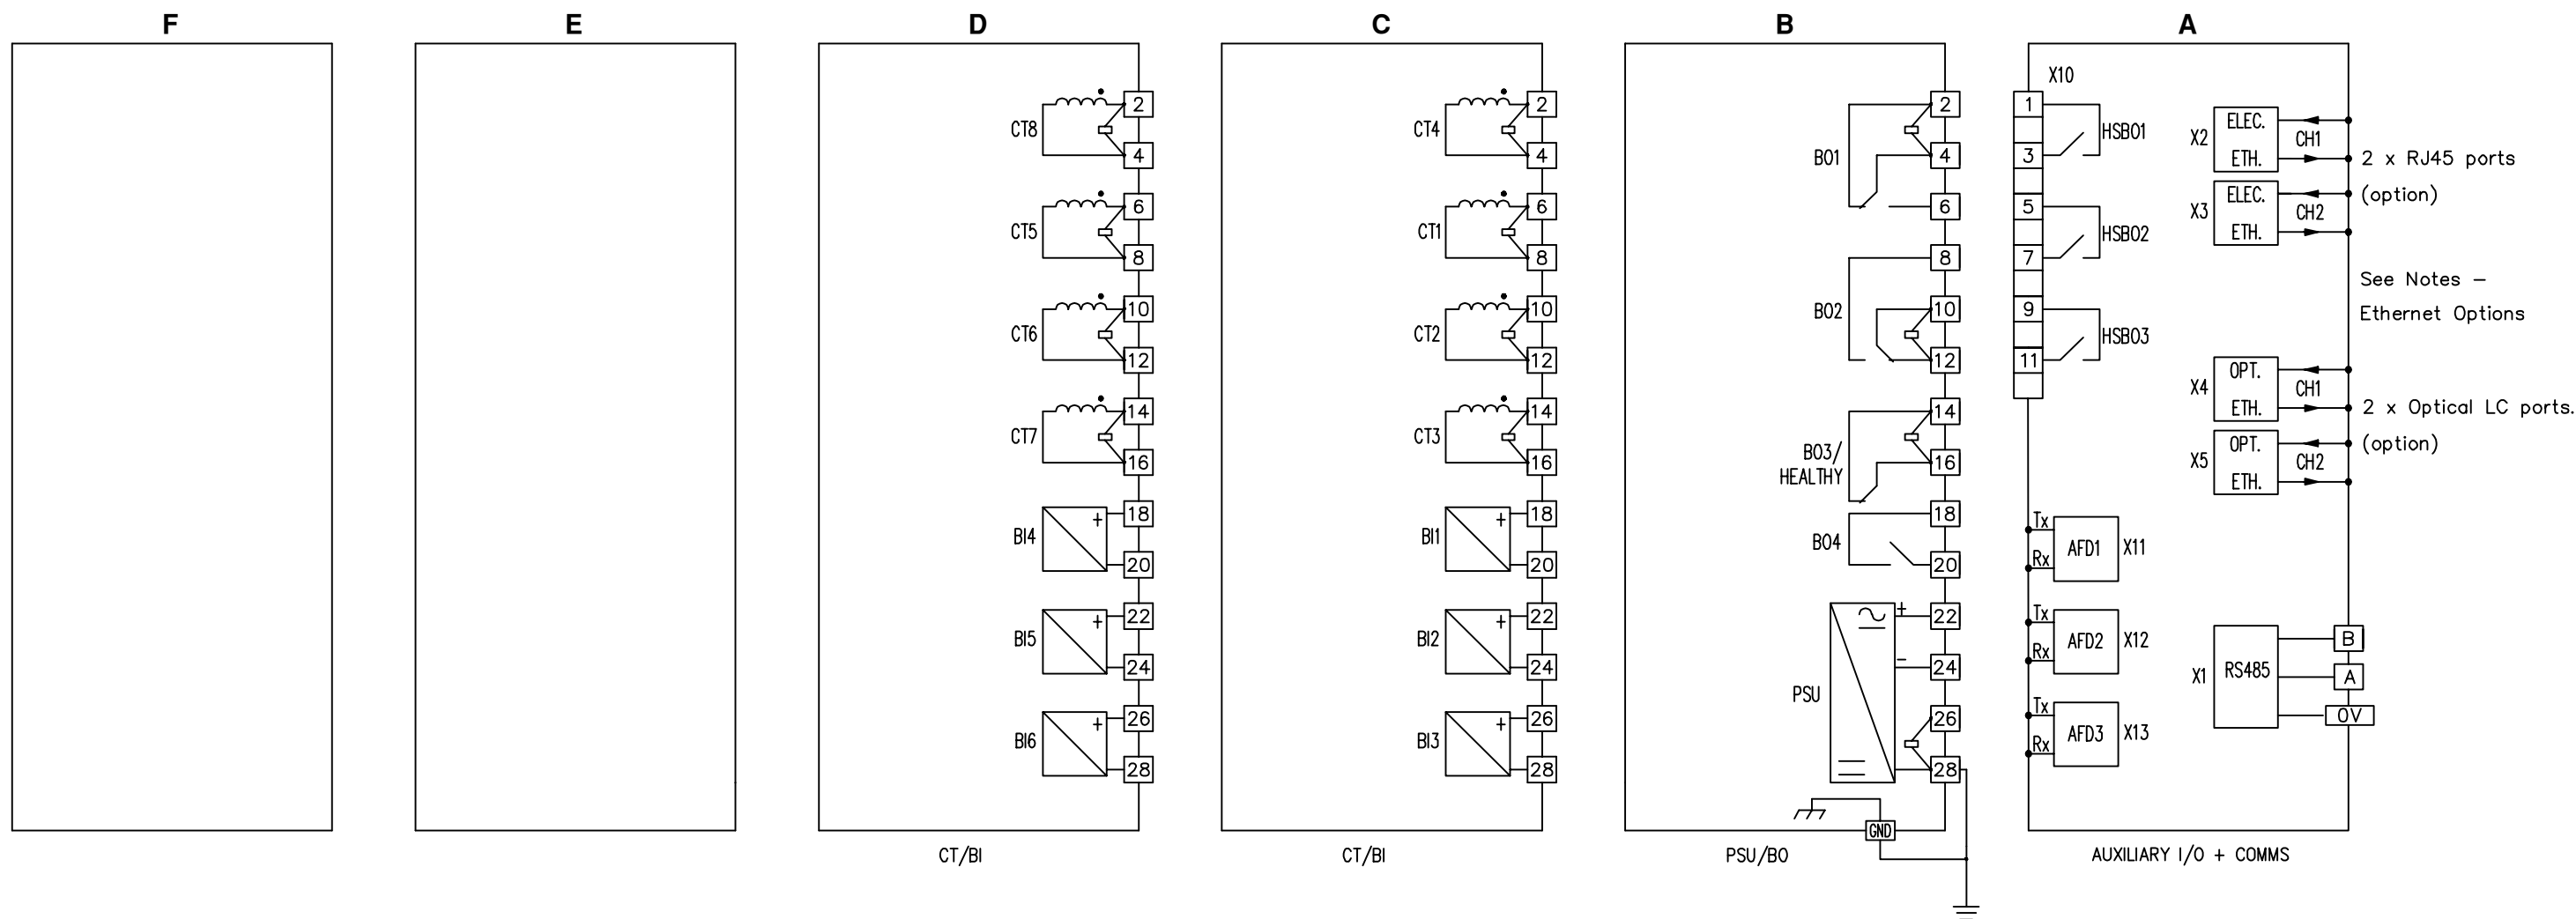 F
E
D
C
B
A
CT8
2
4
CT5
6
8
CT6
10
12
CT7
14
16
BI4
+
18
20
BI5
+
22
24
BI6
+
26
28
CT/BI
CT4
2
4
CT1
6
8
CT2
10
12
CT3
14
16
BI1
+
18
20
BI2
+
22
24
BI3
+
26
28
CT/BI
BO1
2
4
6
BO2
8
10
12
BO3/
HEALTHY
14
16
BO4
18
20
PSU
+
22
−
24
26
28
GND
PSU/BO
X10
1
3
HSBO1
5
7
HSBO2
9
11
HSBO3
X2
ELEC.
ETH.
CH1
X3
ELEC.
ETH.
CH2
2 x RJ45 ports
(option)
See Notes –
Ethernet Options
X4
OPT.
ETH.
CH1
X5
OPT.
ETH.
CH2
2 x Optical LC ports.
(option)
Tx
Rx
AFD1
X11
Tx
Rx
AFD2
X12
Tx
Rx
AFD3
X13
X1
RS485
B
A
0V
AUXILIARY I/O + COMMS